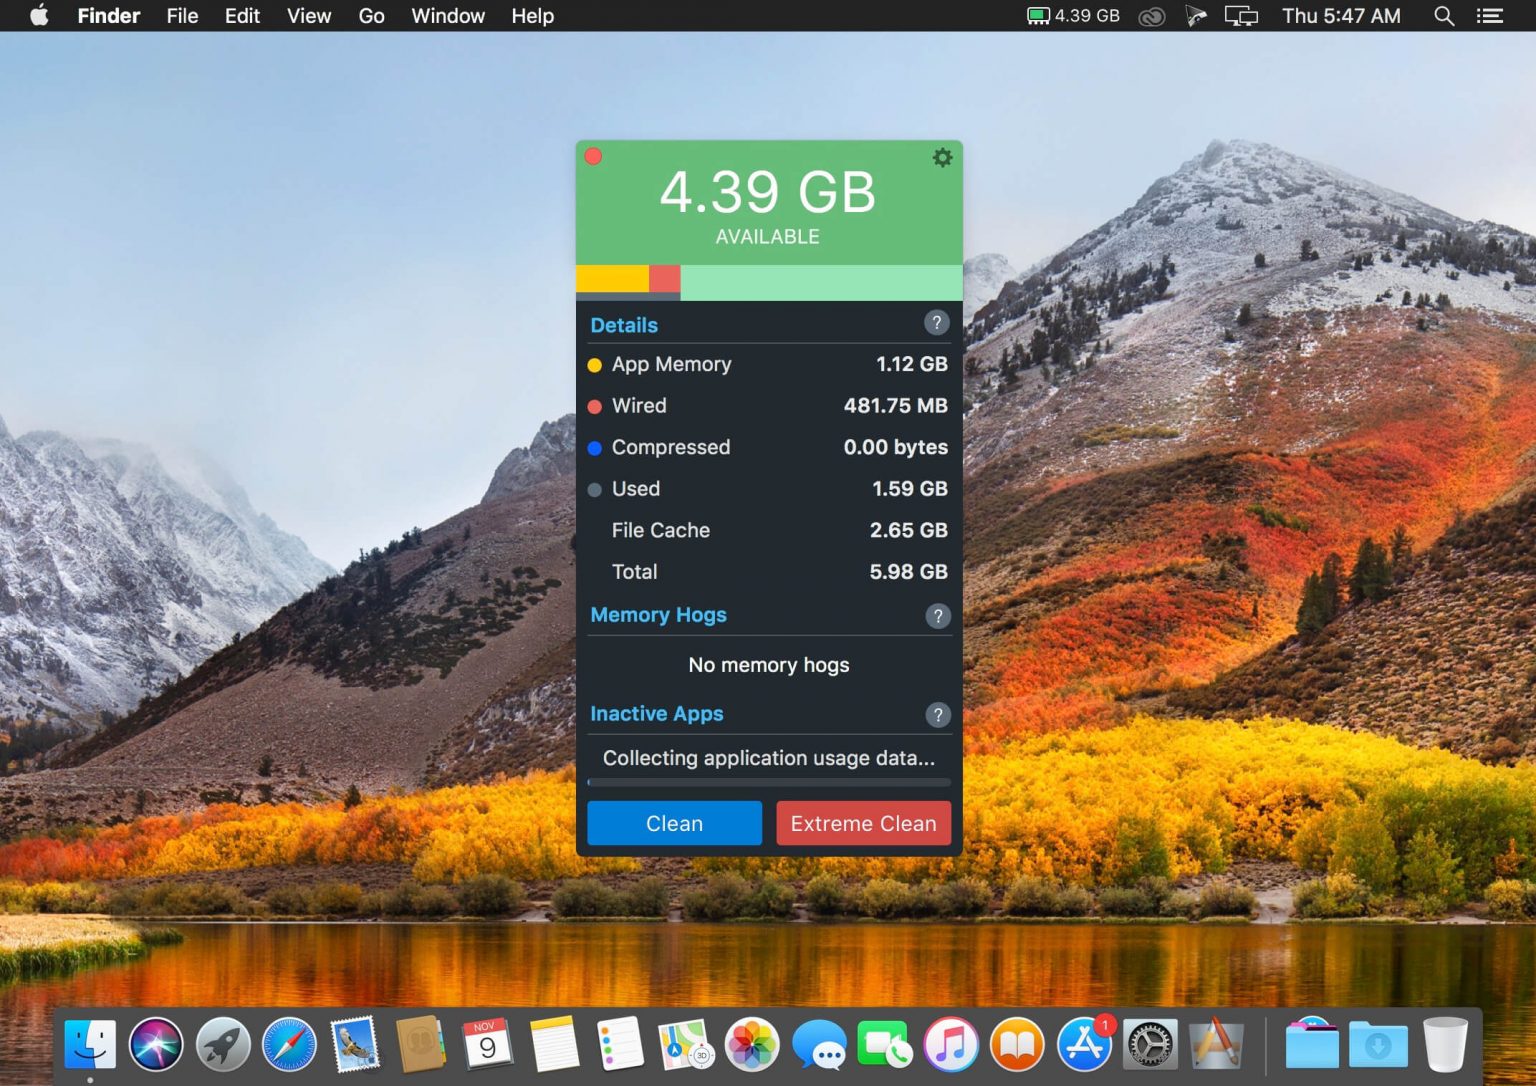 Finder File Edit View Go Window Help 4.39 GB Thu 5:47 AM
4.39 GB
AVAILABLE
Details ?
App Memory 1.12 GB
Wired 481.75 MB
Compressed 0.00 bytes
Used 1.59 GB
File Cache 2.65 GB
Total 5.98 GB
Memory Hogs ?
No memory hogs
Inactive Apps ?
Collecting application usage data...
Clean Extreme Clean
NOV
9
3D
1